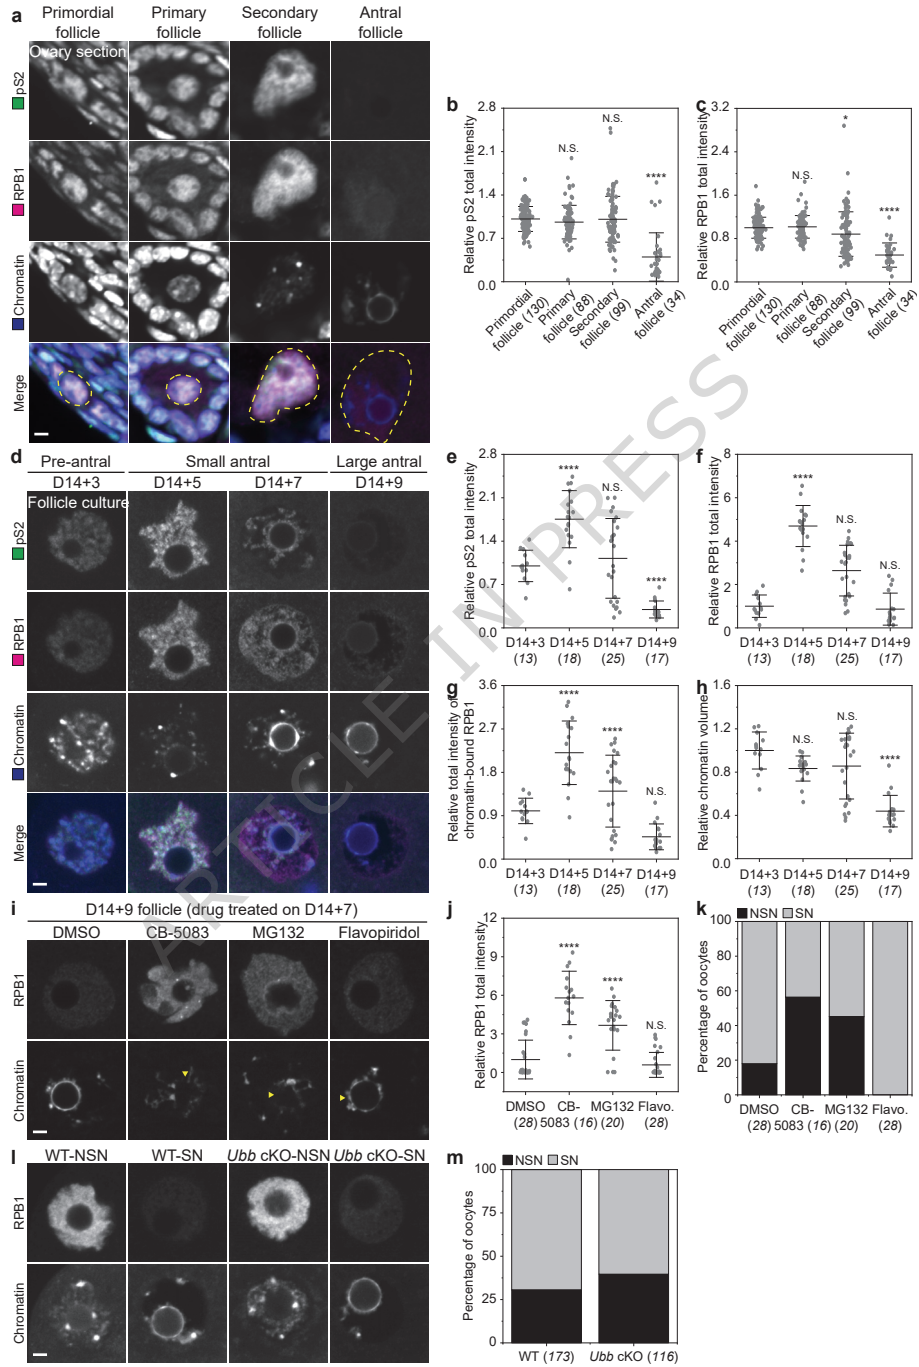 a
Primordial follicle
Primary follicle
Secondary follicle
Antral follicle
Ovary section
pS2
RPB1
Chromatin
Merge
b
Relative pS2 total intensity
2.8
2.1
1.4
0.7
0.0
N.S.
N.S.
****
Primordial follicle (130)
Primary follicle (88)
Secondary follicle (99)
Antral follicle (34)
c
Relative RPB1 total intensity
3.2
2.4
1.6
0.8
0.0
N.S.
*
****
Primordial follicle (130)
Primary follicle (88)
Secondary follicle (99)
Antral follicle (34)
d
Pre-antral
Small antral
Large antral
D14+3
D14+5
D14+7
D14+9
Follicle culture
pS2
RPB1
Chromatin
Merge
e
Relative pS2 total intensity
2.8
2.1
1.4
0.7
0.0
****
N.S.
****
D14+3 (13)
D14+5 (18)
D14+7 (25)
D14+9 (17)
f
Relative RPB1 total intensity
8
6
4
2
0
****
N.S.
N.S.
D14+3 (13)
D14+5 (18)
D14+7 (25)
D14+9 (17)
g
Relative total intensity of chromatin-bound RPB1
3.6
2.7
1.8
0.9
0.0
****
****
N.S.
D14+3 (13)
D14+5 (18)
D14+7 (25)
D14+9 (17)
h
Relative chromatin volume
1.6
1.2
0.8
0.4
0.0
N.S.
N.S.
****
D14+3 (13)
D14+5 (18)
D14+7 (25)
D14+9 (17)
i
D14+9 follicle (drug treated on D14+7)
DMSO
CB-5083
MG132
Flavopiridol
RPB1
Chromatin
j
Relative RPB1 total intensity
12
9
6
3
0
****
****
N.S.
DMSO (28)
CB-5083 (16)
MG132 (20)
Flavo. (28)
k
NSN
SN
Percentage of oocytes
100
80
60
40
20
0
DMSO (28)
CB-5083 (16)
MG132 (20)
Flavo. (28)
l
WT-NSN
WT-SN
Ubb cKO-NSN
Ubb cKO-SN
RPB1
Chromatin
m
NSN
SN
Percentage of oocytes
100
75
50
25
0
WT (173)
Ubb cKO (116)
ARTICLE IN PRESS